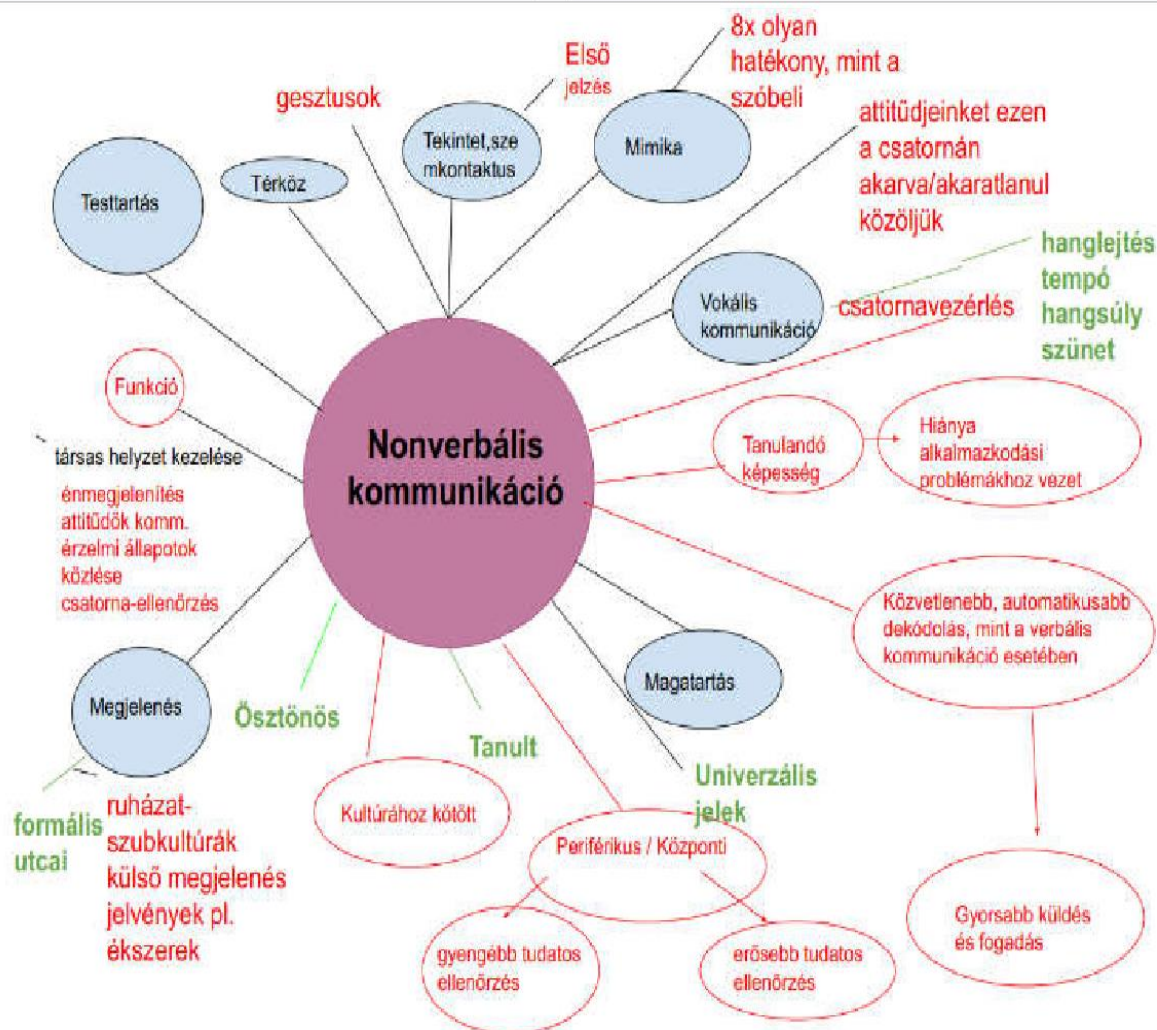 8x olyan
hatékony, mint a
szóbeli
Első
jelzés
gesztusok
Tekintet,sze
mkontaktus
Mimika
attitűdjeinket ezen
a csatornán
akarva/akaratlanul
közöljük
Térköz
Testtartás
hanglejtés
tempó
hangsúly
szünet
Vokális
kommunikáció
csatornavezérlés
Funkció
Nonverbális
kommunikáció
Tanulandó
képesség
Hiánya
alkalmazkodási
problémákhoz vezet
társas helyzet kezelése
énmegjelenítés
attitűdök komm.
érzelmi állapotok
közlése
csatorna-ellenőrzés
Közvetlenebb, automatikusabb
dekódolás, mint a verbális
kommunikáció esetében
Magatartás
Megjelenés
Ösztönös
Tanult
Univerzális
jelek
formális
utcai
ruházat-
szubkultúrák
külső megjelenés
jelvények pl.
ékszerek
Kultúrához kötött
Periférikus / Központi
gyengébb tudatos
ellenőrzés
erősebb tudatos
ellenőrzés
Gyorsabb küldés
és fogadás